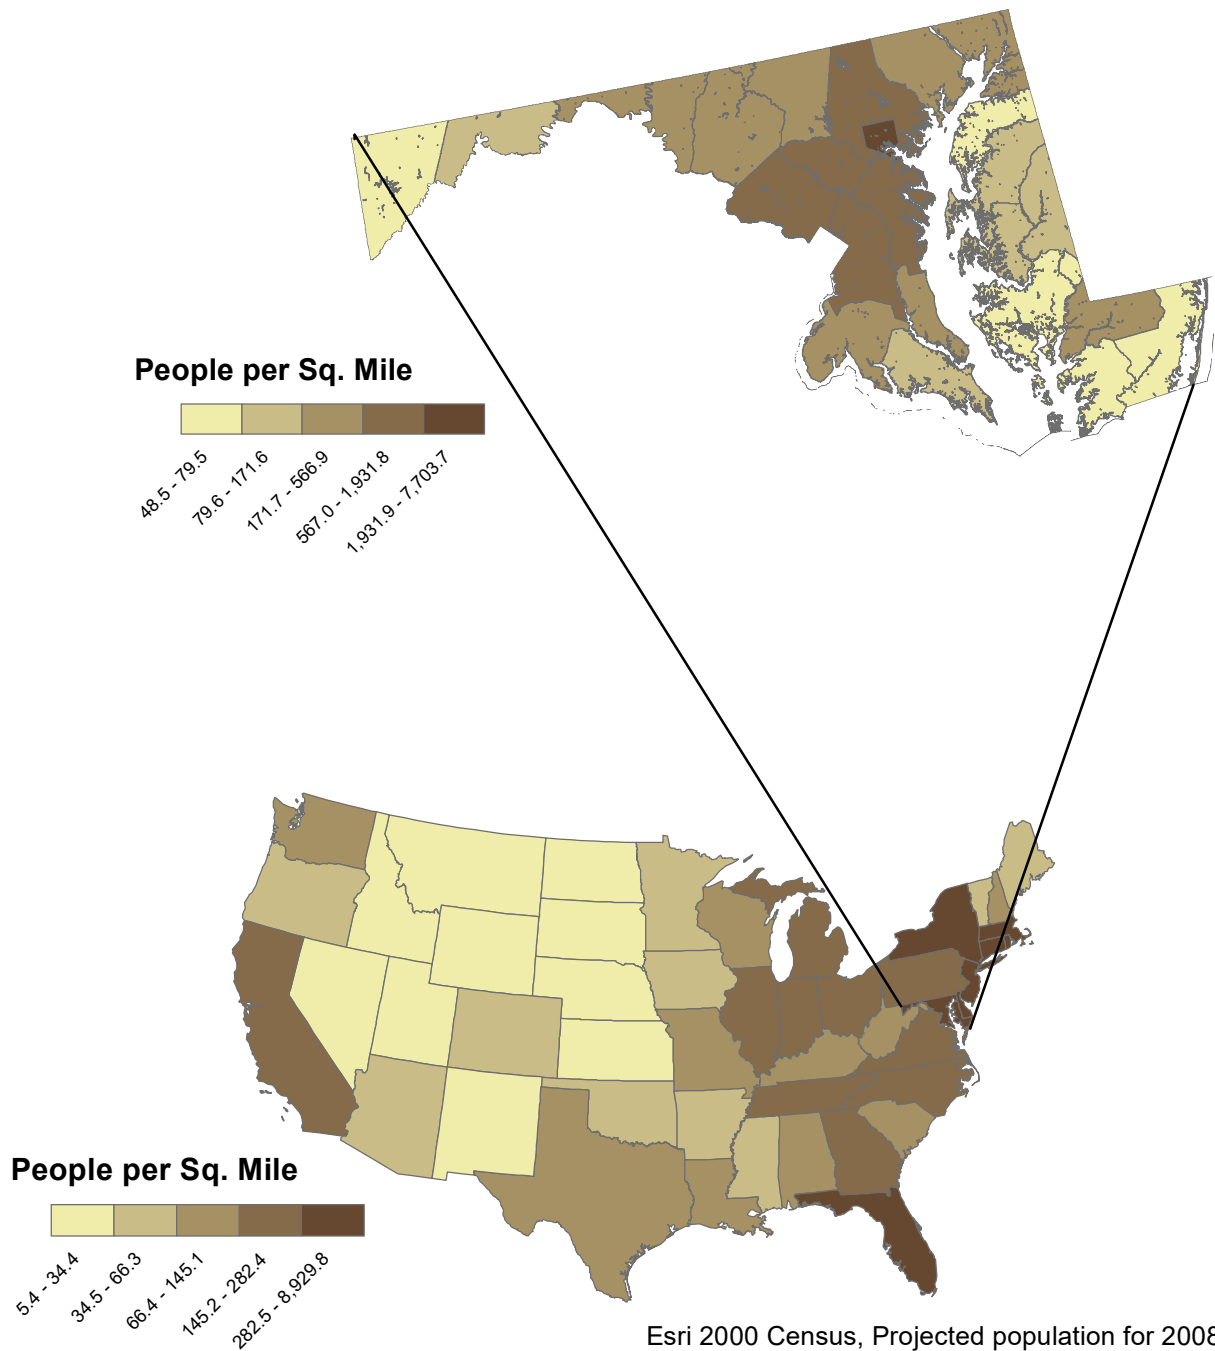 People per Sq. Mile
48.5 - 79.5
79.6 - 171.6
171.7 - 566.9
567.0 - 1,931.8
1,931.9 - 7,703.7
People per Sq. Mile
5.4 - 34.4
34.5 - 66.3
66.4 - 145.1
145.2 - 282.4
282.5 - 8,929.8
Esri 2000 Census, Projected population for 2008